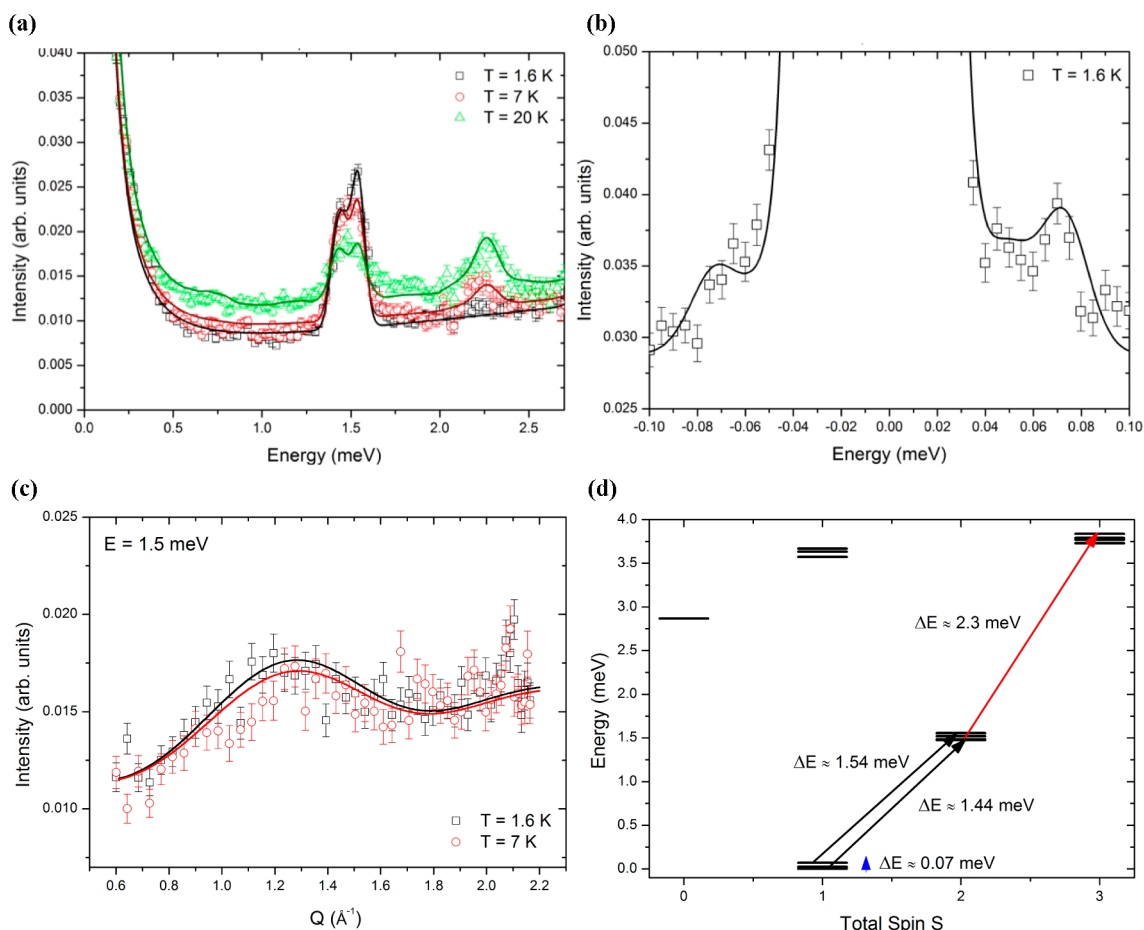 (a)
0.040
0.035
0.030
0.025
0.020
0.015
0.010
0.005
0.000
Intensity (arb. units)
T = 1.6 K
T = 7 K
T = 20 K
0.0 0.5 1.0 1.5 2.0 2.5
Energy (meV)
(b)
0.050
0.045
0.040
0.035
0.030
0.025
Intensity (arb. units)
T = 1.6 K
-0.10 -0.08 -0.06 -0.04 -0.02 0.00 0.02 0.04 0.06 0.08 0.10
Energy (meV)
(c)
0.025
0.020
0.015
0.010
Intensity (arb. units)
E = 1.5 meV
T = 1.6 K
T = 7 K
0.6 0.8 1.0 1.2 1.4 1.6 1.8 2.0 2.2
Q (Å⁻¹)
(d)
4.0
3.5
3.0
2.5
2.0
1.5
1.0
0.5
0.0
Energy (meV)
ΔE ≈ 2.3 meV
ΔE ≈ 1.54 meV
ΔE ≈ 1.44 meV
ΔE ≈ 0.07 meV
0 1 2 3
Total Spin S